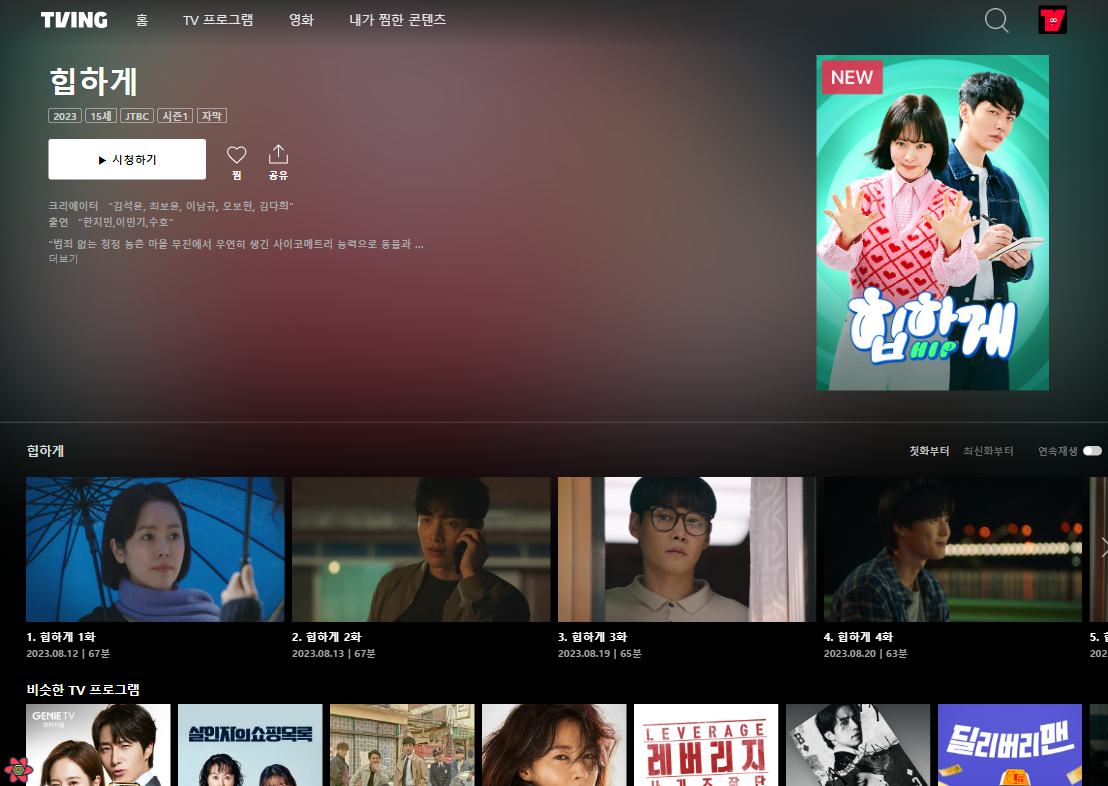 TVING 홈 TV 프로그램 영화 내가 찜한 콘텐츠
힙하게
NEW
2023 15세 JTBC 시즌1 자막
▶ 시청하기
찜 공유
크리에이터 "김석윤, 최보윤, 이남규, 오보현, 김다희"
출연 "한지민,이민기,수호"
"범죄 없는 청정 농촌 마을 무진에서 우연히 생긴 사이코메트리 능력으로 동물과 ...
더보기
힙하게
HIP
힙하게 첫화부터 최신화부터 연속재생
1. 힙하게 1화
2023.08.12 | 67분
2. 힙하게 2화
2023.08.13 | 67분
3. 힙하게 3화
2023.08.19 | 65분
4. 힙하게 4화
2023.08.20 | 63분
5.
202
비슷한 TV 프로그램
GENIE TV
오리지널
살인자의쇼핑목록
LEVERAGE
레버리지
딜리버리맨